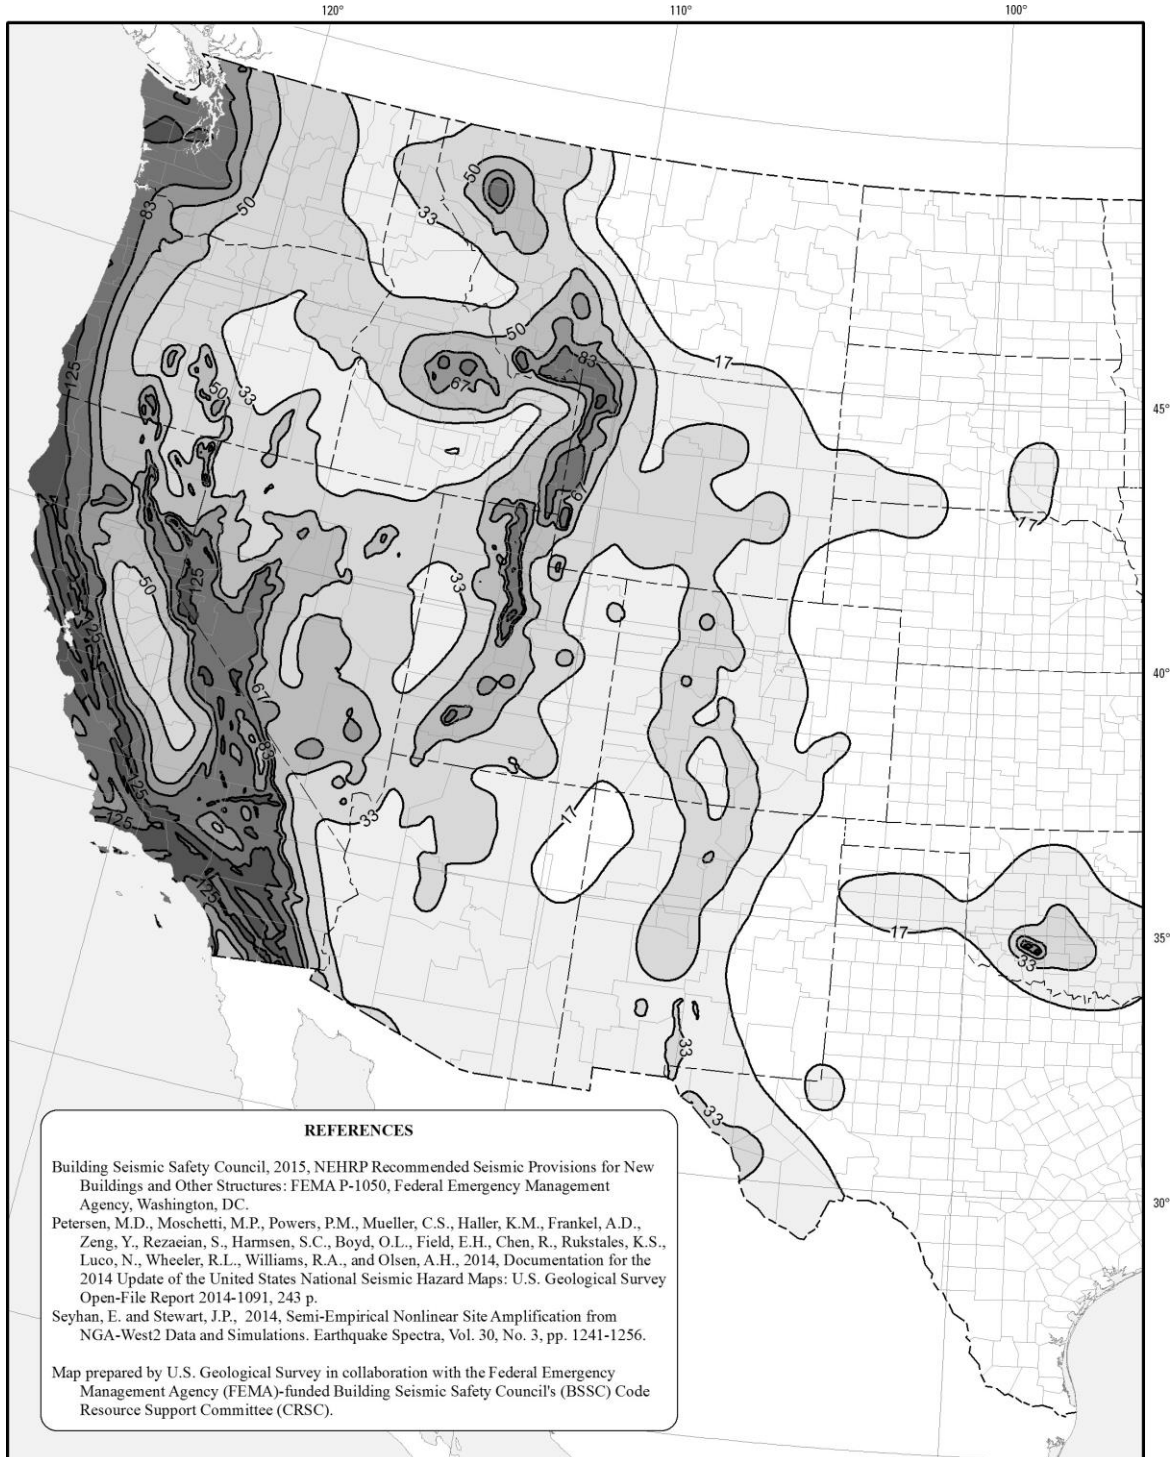 120°
110°
100°
50
33
83
50
50
125
83
17
67
50
33
45°
67
17
125
50
33
125
40°
67
83
125
33
17
125
125
17
35°
33
33
33
30°
REFERENCES
Building Seismic Safety Council, 2015, NEHRP Recommended Seismic Provisions for New
Buildings and Other Structures: FEMA P-1050, Federal Emergency Management
Agency, Washington, DC.
Petersen, M.D., Moschetti, M.P., Powers, P.M., Mueller, C.S., Haller, K.M., Frankel, A.D.,
Zeng, Y., Rezaeian, S., Harmsen, S.C., Boyd, O.L., Field, E.H., Chen, R., Rukstales, K.S.,
Luco, N., Wheeler, R.L., Williams, R.A., and Olsen, A.H., 2014, Documentation for the
2014 Update of the United States National Seismic Hazard Maps: U.S. Geological Survey
Open-File Report 2014-1091, 243 p.
Seyhan, E. and Stewart, J.P., 2014, Semi-Empirical Nonlinear Site Amplification from
NGA-West2 Data and Simulations. Earthquake Spectra, Vol. 30, No. 3, pp. 1241-1256.
Map prepared by U.S. Geological Survey in collaboration with the Federal Emergency
Management Agency (FEMA)-funded Building Seismic Safety Council's (BSSC) Code
Resource Support Committee (CRSC).